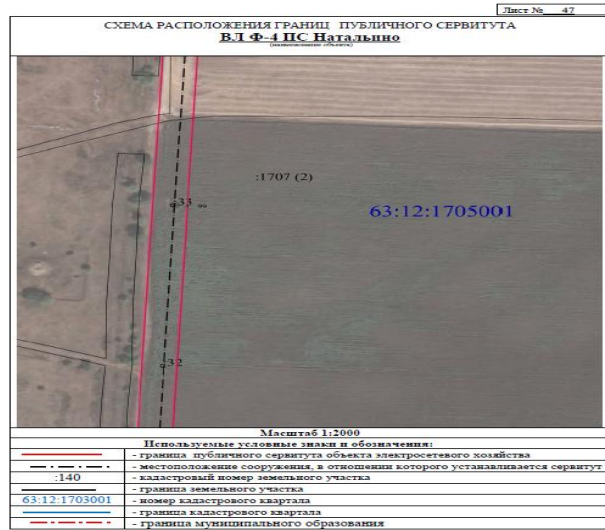 Лист № 47
СХЕМА РАСПОЛОЖЕНИЯ ГРАНИЦ ПУБЛИЧНОГО СЕРВИТУТА
ВЛ Ф-4 ПС Натальино
(наименование объекта)
:1707 (2)
33
63:12:1705001
32
Масштаб 1:2000
Используемые условные знаки и обозначения:
- граница публичного сервитута объекта электросетевого хозяйства
- местоположение сооружения, в отношении которого устанавливается сервитут
:140 - кадастровый номер земельного участка
- граница земельного участка
63:12:1703001 - номер кадастрового квартала
- граница кадастрового квартала
- граница муниципального образования